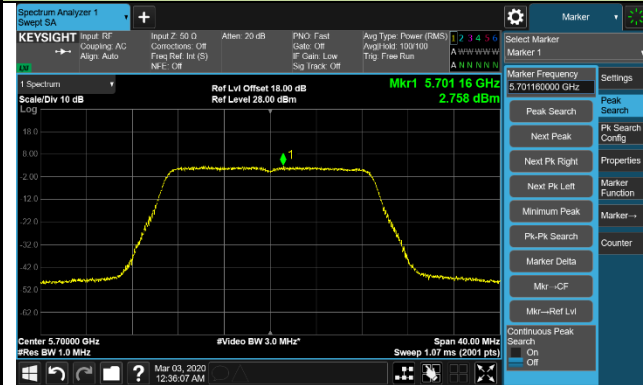 Spectrum Analyzer 1
Swept SA
Marker
KEYSIGHT
Input: RF
Coupling: AC
Align: Auto
Input Z: 50 Ω
Corrections: Off
Freq Ref: Int (S)
NFE: Off
Atten: 20 dB
PNO: Fast
Gate: Off
IF Gain: Low
Sig Track: Off
Avg Type: Power (RMS)
Avg|Hold: 100/100
Trig: Free Run
1 2 3 4 5 6
A W W W W W
A N N N N N
Select Marker
Marker 1
1 Spectrum
Scale/Div 10 dB
Log
Ref Lvl Offset 18.00 dB
Ref Level 28.00 dBm
Mkr1 5.701 16 GHz
2.758 dBm
18.0
8.00
-2.00
-12.0
-22.0
-32.0
-42.0
-52.0
-62.0
1
Center 5.70000 GHz
#Res BW 1.0 MHz
#Video BW 3.0 MHz*
Span 40.00 MHz
Sweep 1.07 ms (2001 pts)
Marker Frequency
5.701160000 GHz
Peak Search
Next Peak
Next Pk Right
Next Pk Left
Minimum Peak
Pk-Pk Search
Marker Delta
Mkr→CF
Mkr→Ref Lvl
Continuous Peak
Search
On
Off
Settings
Peak
Search
Pk Search
Config
Properties
Marker
Function
Marker→
Counter
Mar 03, 2020
12:36:07 AM